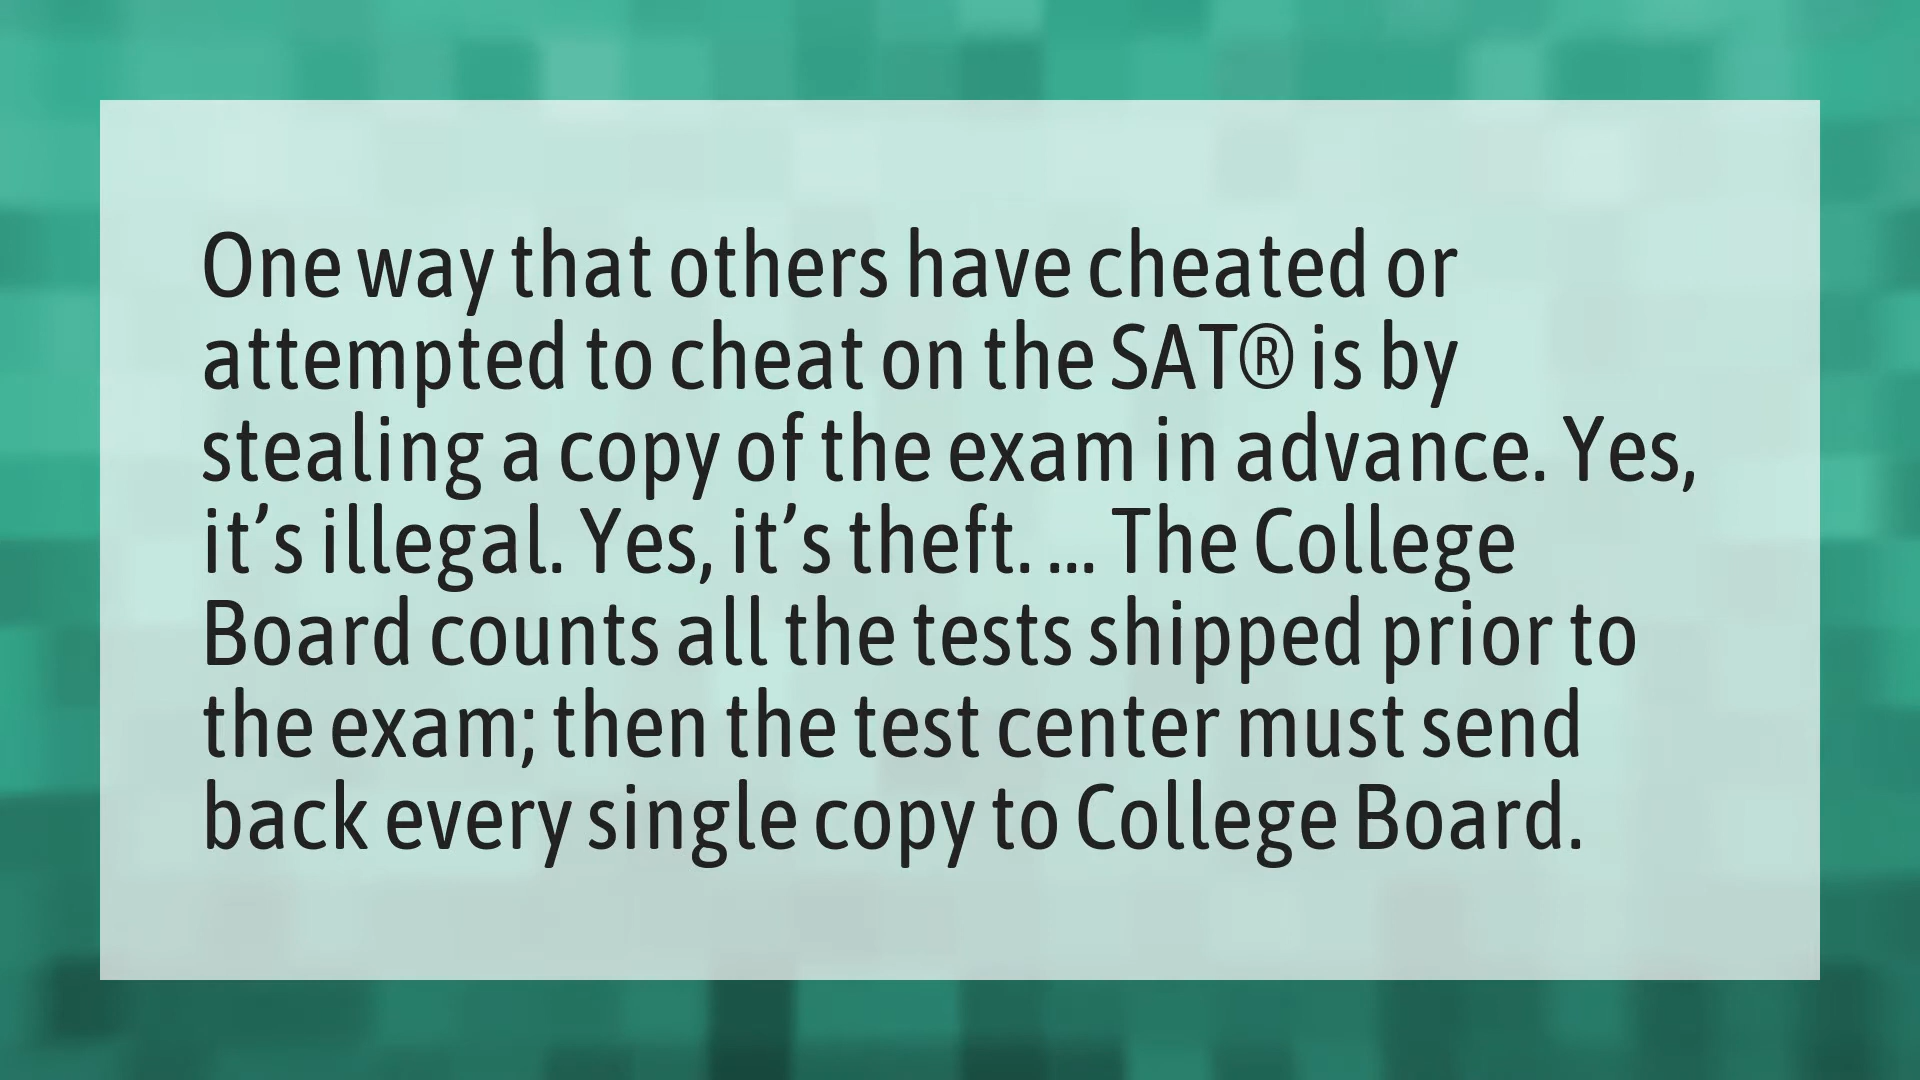 One way that others have cheated or
attempted to cheat on the SAT® is by
stealing a copy of the exam in advance. Yes,
it’s illegal. Yes, it’s theft. ... The College
Board counts all the tests shipped prior to
the exam; then the test center must send
back every single copy to College Board.